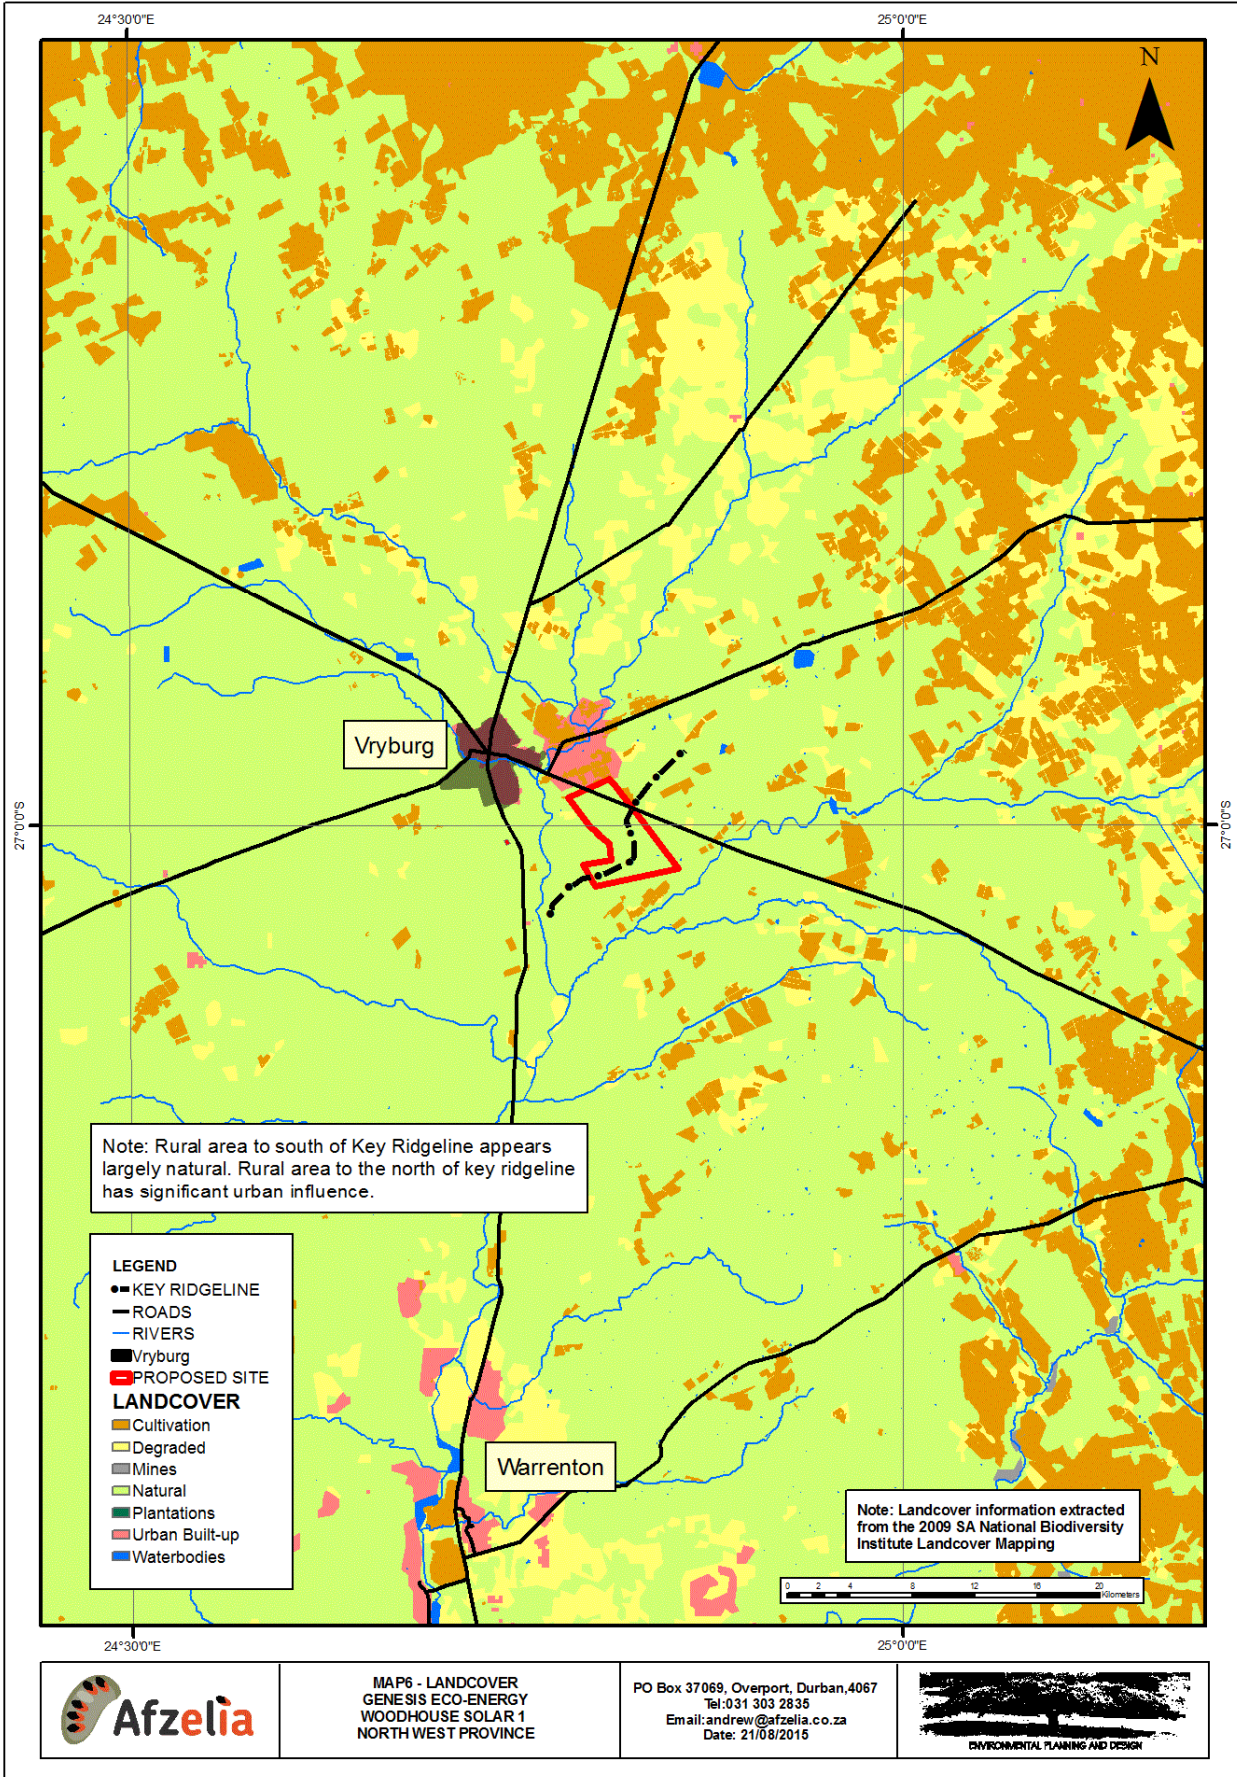 24°30'0"E
25°0'0"E
N
Vryburg
27°0'0"S
27°0'0"S
Note: Rural area to south of Key Ridgeline appears
largely natural. Rural area to the north of key ridgeline
has significant urban influence.
LEGEND
KEY RIDGELINE
ROADS
RIVERS
Vryburg
PROPOSED SITE
LANDCOVER
Cultivation
Degraded
Mines
Natural
Plantations
Urban Built-up
Waterbodies
Warrenton
Note: Landcover information extracted
from the 2009 SA National Biodiversity
Institute Landcover Mapping
0 2 4 8 12 16 20
Kilometers
24°30'0"E
25°0'0"E
Afzelia
MAP6 - LANDCOVER
GENESIS ECO-ENERGY
WOODHOUSE SOLAR 1
NORTH WEST PROVINCE
PO Box 37069, Overport, Durban,4067
Tel:031 303 2835
Email:andrew@afzelia.co.za
Date: 21/08/2015
ENVIRONMENTAL PLANNING AND DESIGN